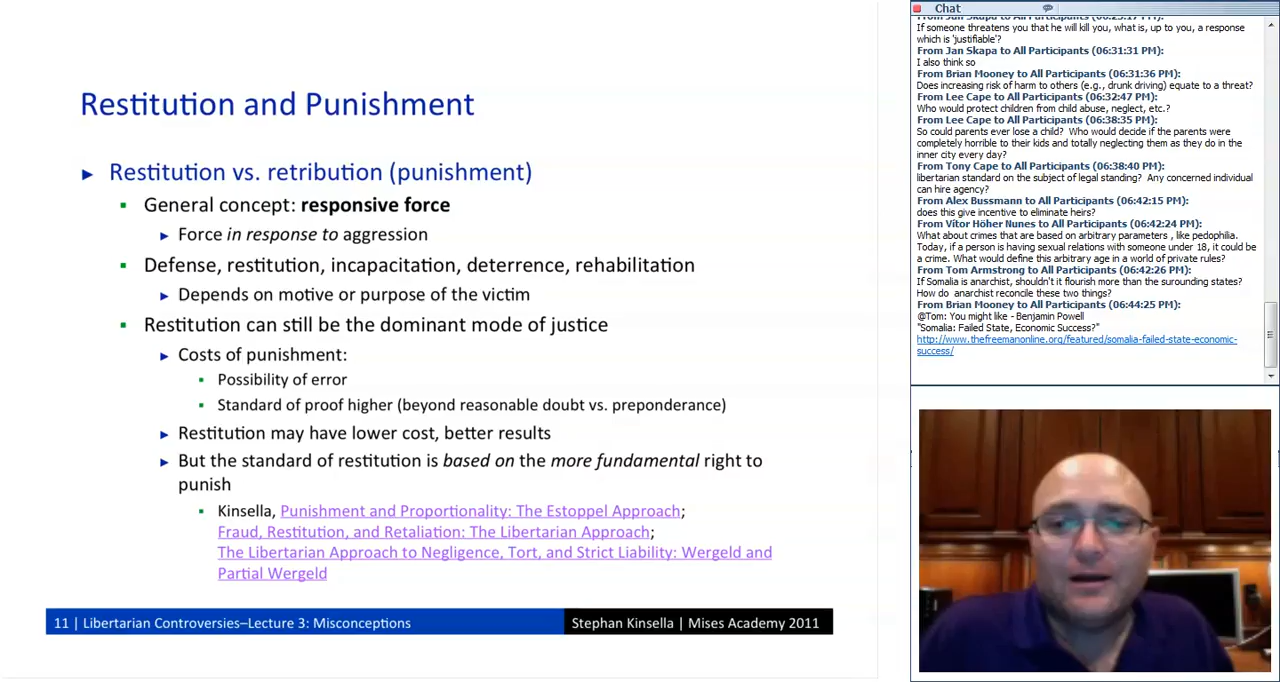 Restitution and Punishment
Restitution vs. retribution (punishment)
General concept: responsive force
Force in response to aggression
Defense, restitution, incapacitation, deterrence, rehabilitation
Depends on motive or purpose of the victim
Restitution can still be the dominant mode of justice
Costs of punishment:
Possibility of error
Standard of proof higher (beyond reasonable doubt vs. preponderance)
Restitution may have lower cost, better results
But the standard of restitution is based on the more fundamental right to
punish
Kinsella, Punishment and Proportionality: The Estoppel Approach;
Fraud, Restitution, and Retaliation: The Libertarian Approach;
The Libertarian Approach to Negligence, Tort, and Strict Liability: Wergeld and
Partial Wergeld
11 | Libertarian Controversies–Lecture 3: Misconceptions
Stephan Kinsella | Mises Academy 2011
Chat
From Jan Skapa to All Participants
If someone threatens you that he will kill you, what is, up to you, a response
which is 'justifiable'?
From Jan Skapa to All Participants (06:31:31 PM):
I also think so
From Brian Mooney to All Participants (06:31:36 PM):
Does increasing risk of harm to others (e.g., drunk driving) equate to a threat?
From Lee Cape to All Participants (06:32:47 PM):
Who would protect children from child abuse, neglect, etc.?
From Lee Cape to All Participants (06:38:35 PM):
So could parents ever lose a child? Who would decide if the parents were
completely horrible to their kids and totally neglecting them as they do in the
inner city every day?
From Tony Cape to All Participants (06:38:40 PM):
libertarian standard on the subject of legal standing? Any concerned individual
can hire agency?
From Alex Bussmann to All Participants (06:42:15 PM):
does this give incentive to eliminate heirs?
From Vítor Höher Nunes to All Participants (06:42:24 PM):
What about crimes that are based on arbitrary parameters , like pedophilia.
Today, if a person is having sexual relations with someone under 18, it could be
a crime. What would define this arbitrary age in a world of private rules?
From Tom Armstrong to All Participants (06:42:26 PM):
If Somalia is anarchist, shouldn't it flourish more than the surounding states?
How do anarchist reconcile these two things?
From Brian Mooney to All Participants (06:44:25 PM):
@Tom: You might like - Benjamin Powell
"Somalia: Failed State, Economic Success?"
http://www.thefreemanonline.org/featured/somalia-failed-state-economic-
success/